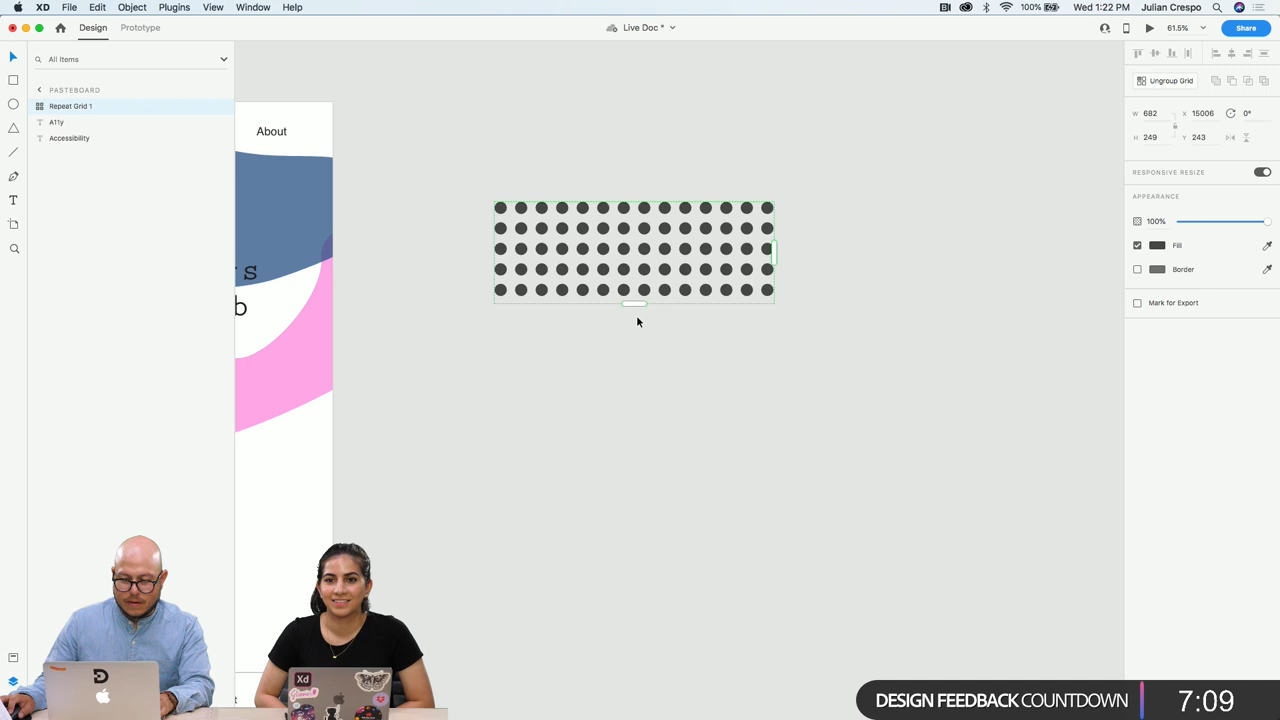 XD File Edit Object Plugins View Window Help 100% Wed 1:22 PM Julian Crespo
Design Prototype Live Doc * 61.5% Share
All Items
PASTEBOARD
Repeat Grid 1
A11y
Accessibility
About
s
b
Ungroup Grid
W 682 X 15006 0°
H 249 Y 243
RESPONSIVE RESIZE
APPEARANCE
100%
Fill
Border
Mark for Export
Xd
t
DESIGN FEEDBACK COUNTDOWN 7:09